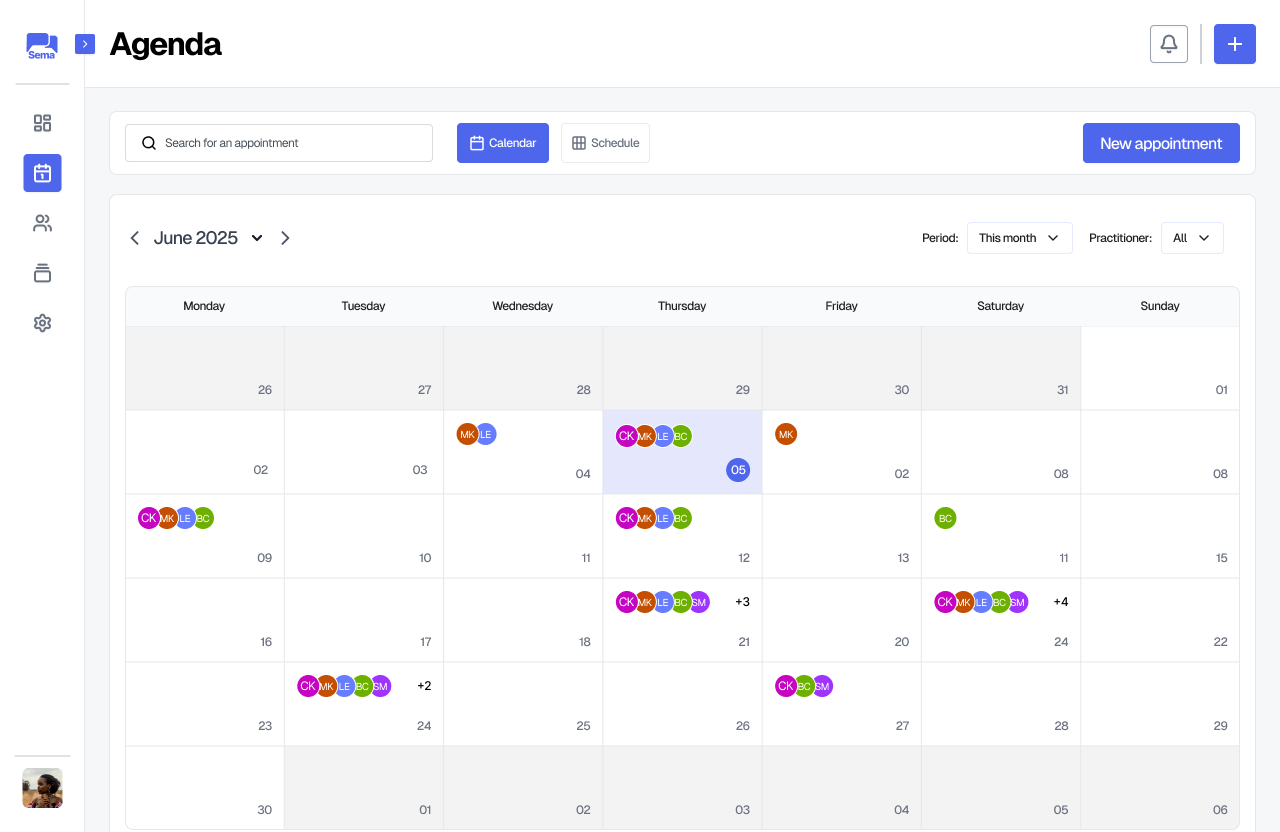 Sema
Agenda
Search for an appointment
Calendar
Schedule
New appointment
June 2025
Period:
This month
Practitioner:
All
Monday Tuesday Wednesday Thursday Friday Saturday Sunday
26 27 28 29 30 31 01
MK LE CK MK LE BC MK
02 03 04 05 02 08 08
CK MK LE BC CK MK LE BC BC
09 10 11 12 13 11 15
CK MK LE BC SM +3 CK MK LE BC SM +4
16 17 18 21 20 24 22
CK MK LE BC SM +2 CK BC SM
23 24 25 26 27 28 29
30 01 02 03 04 05 06